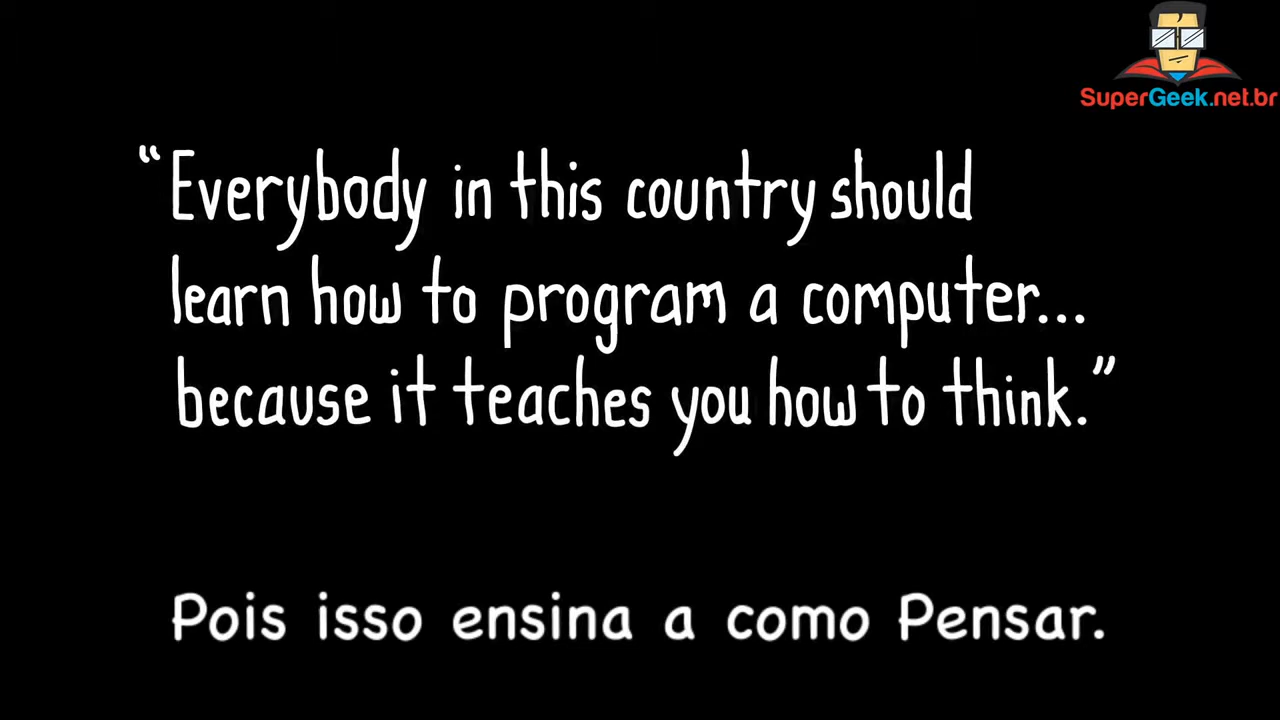 SuperGeek.net.br
“Everybody in this country should
learn how to program a computer...
because it teaches you how to think.”
Pois isso ensina a como Pensar.